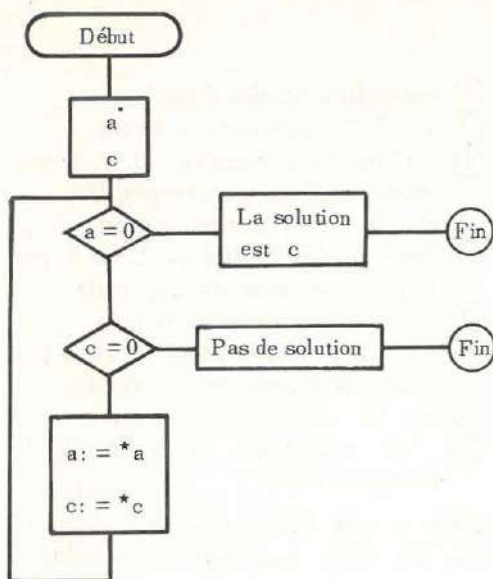 Début
a
c
a = 0
La solution
est c
Fin
c = 0
Pas de solution
Fin
a: = *a
c: = *c